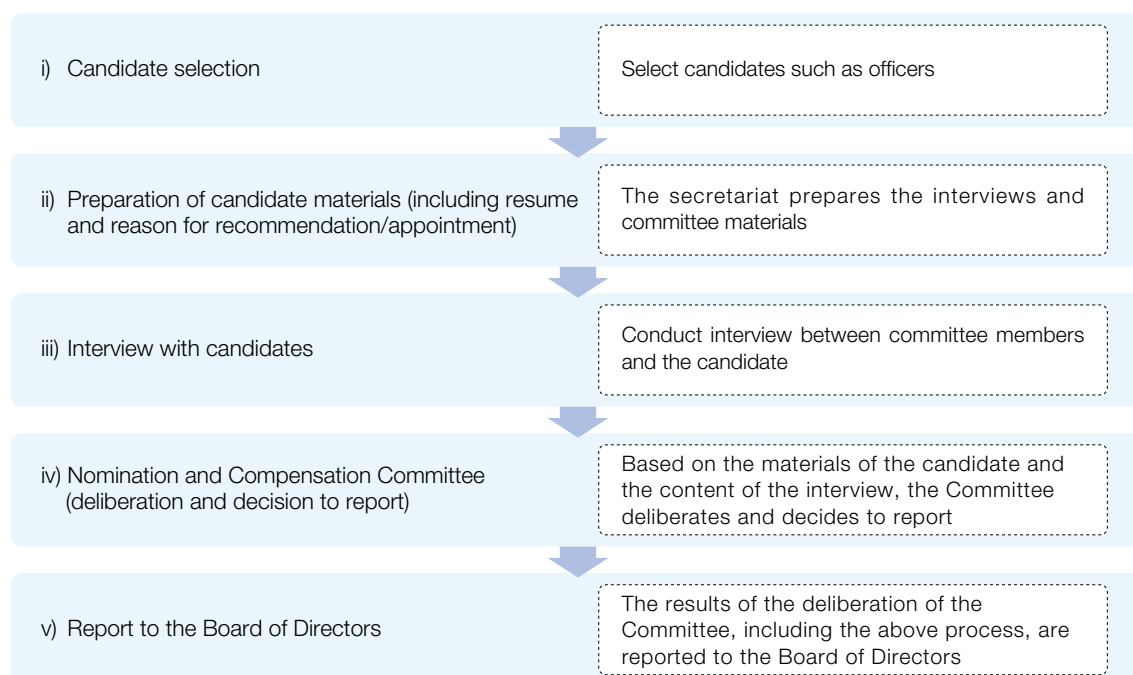 i) Candidate selection
Select candidates such as officers
ii) Preparation of candidate materials (including resume
and reason for recommendation/appointment)
The secretariat prepares the interviews and
committee materials
iii) Interview with candidates
Conduct interview between committee members
and the candidate
iv) Nomination and Compensation Committee
(deliberation and decision to report)
Based on the materials of the candidate and
the content of the interview, the Committee
deliberates and decides to report
v) Report to the Board of Directors
The results of the deliberation of the
Committee, including the above process, are
reported to the Board of Directors